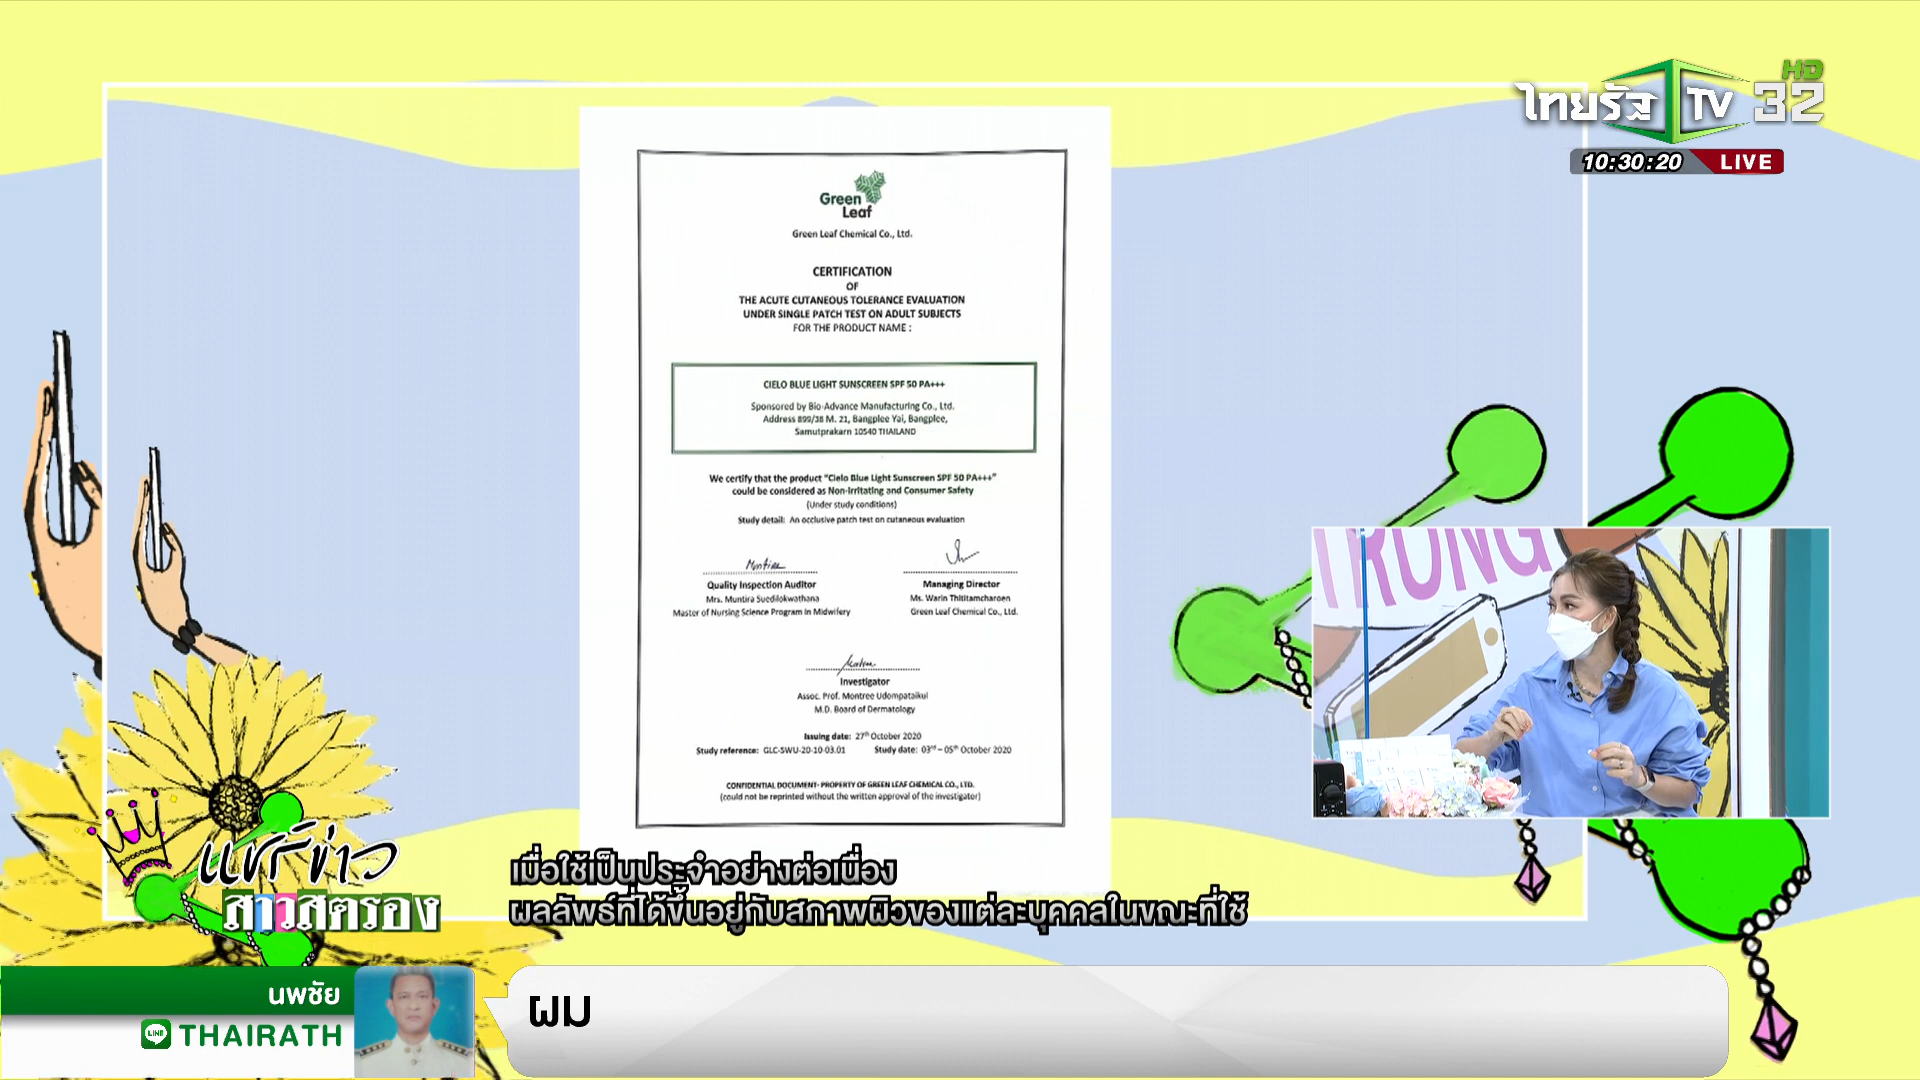 HD
ไทยรัฐ TV 32
10:30:20 LIVE
Green
Leaf
Green Leaf Chemical Co., Ltd.
CERTIFICATION
OF
THE ACUTE CUTANEOUS TOLERANCE EVALUATION
UNDER SINGLE PATCH TEST ON ADULT SUBJECTS
FOR THE PRODUCT NAME :
CIELO BLUE LIGHT SUNSCREEN SPF 50 PA+++
Sponsored by Bio-Advance Manufacturing Co., Ltd.
Address 899/38 M. 21, Bangplee Yai, Bangplee,
Samutprakarn 10540 THAILAND
We certify that the product "Cielo Blue Light Sunscreen SPF 50 PA+++"
could be considered as Non-Irritating and Consumer Safety
(Under study conditions)
Study detail: An occlusive patch test on cutaneous evaluation
Quality Inspection Auditor
Mrs. Muntira Suedilokwathana
Master of Nursing Science Program in Midwifery
Managing Director
Ms. Warin Thititamcharoen
Green Leaf Chemical Co., Ltd.
Investigator
Assoc. Prof. Montree Udompataikul
M.D. Board of Dermatology
Issuing date: 27th October 2020
Study reference: GLC-SWU-20-10-03.01 Study date: 03rd – 05th October 2020
CONFIDENTIAL DOCUMENT- PROPERTY OF GREEN LEAF CHEMICAL CO., LTD.
(could not be reprinted without the written approval of the investigator)
TRONG
แชร์ข่าว
สาวสตรอง
เมื่อใช้เป็นประจำอย่างต่อเนื่อง
ผลลัพธ์ที่ได้ขึ้นอยู่กับสภาพผิวของแต่ละบุคคลในขณะที่ใช้
นพชัย
LINE THAIRATH
ผม